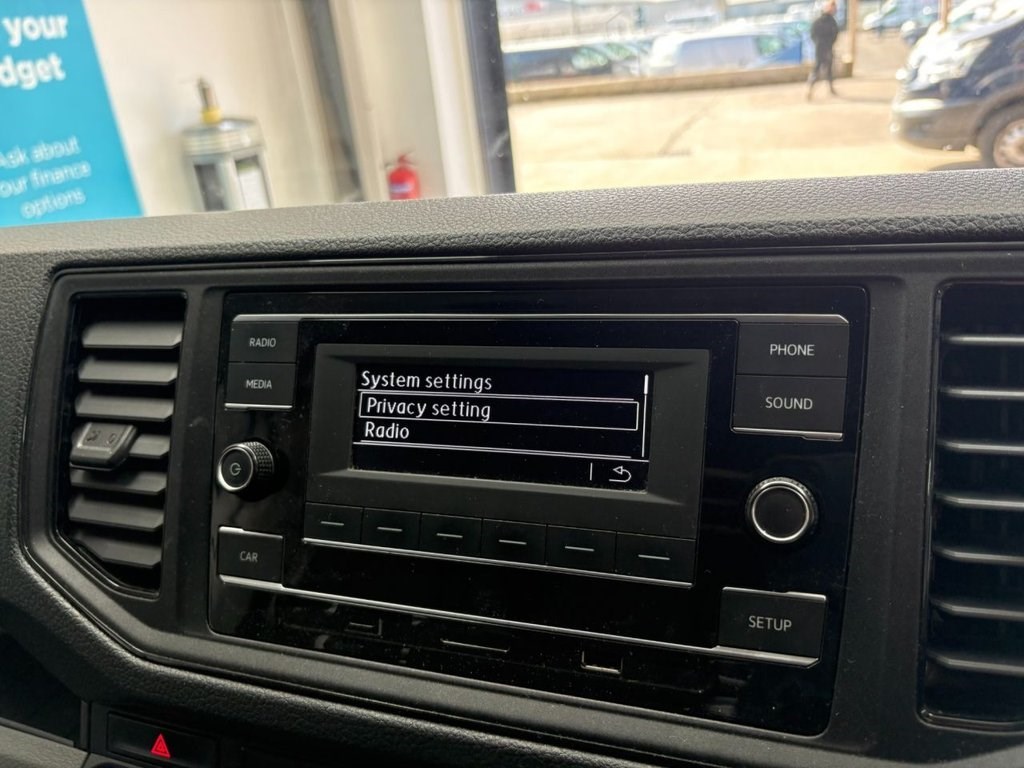 your
dget
Ask about
our finance
options
RADIO
MEDIA
CAR
System settings
Privacy setting
Radio
PHONE
SOUND
SETUP